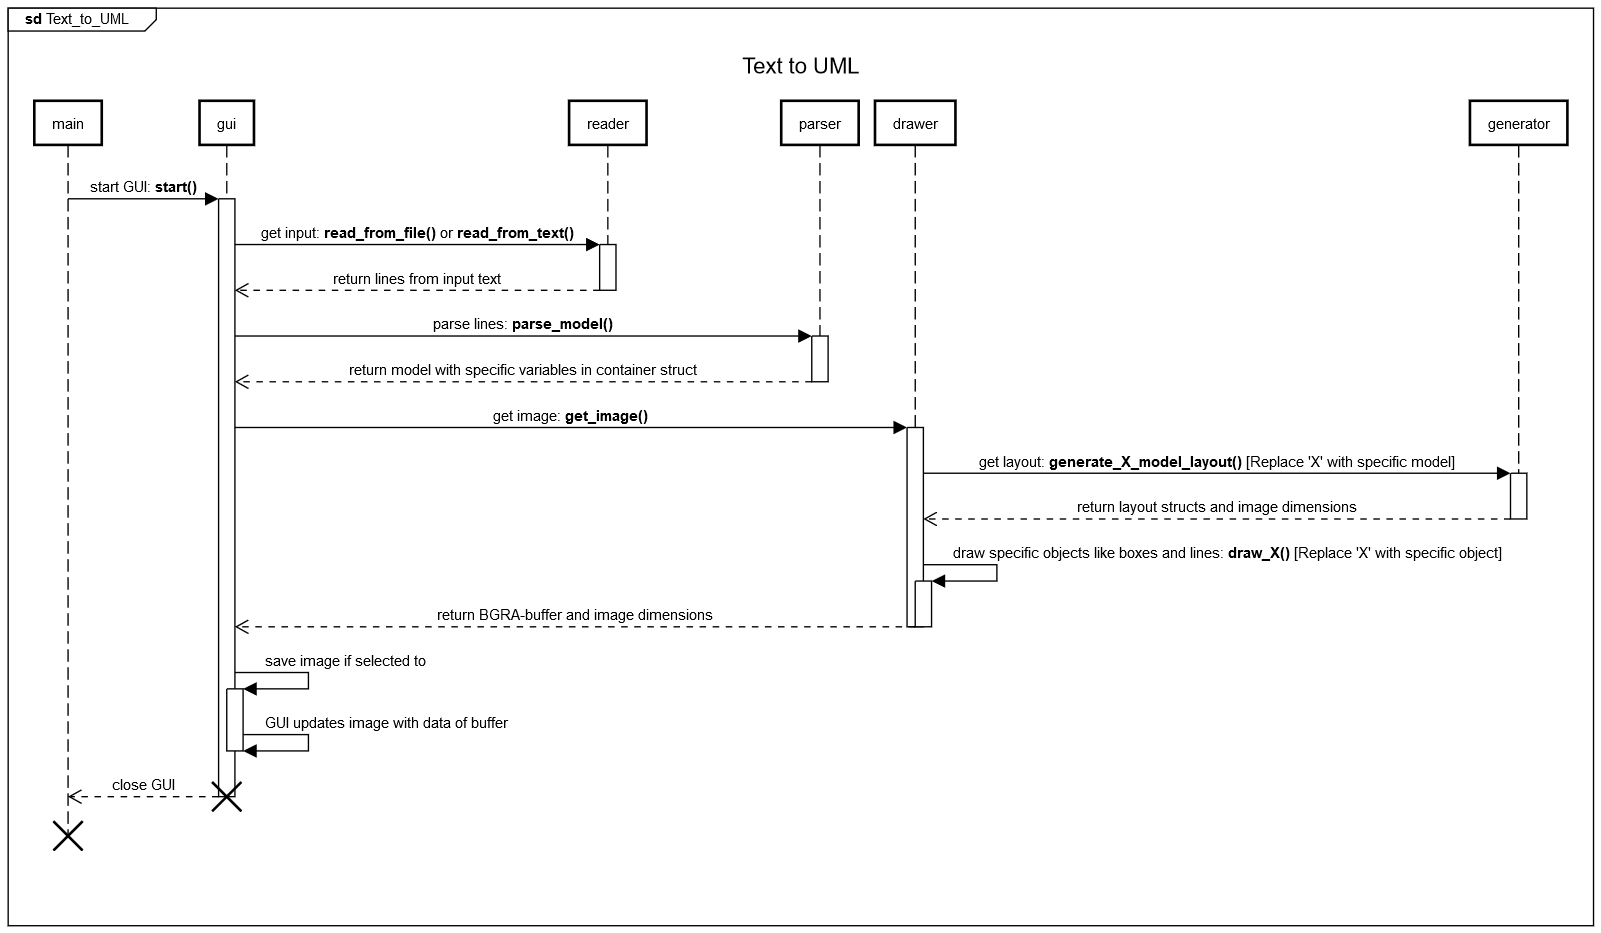 sd Text_to_UML
Text to UML
main
gui
reader
parser
drawer
generator
start GUI: start()
get input: read_from_file() or read_from_text()
return lines from input text
parse lines: parse_model()
return model with specific variables in container struct
get image: get_image()
get layout: generate_X_model_layout() [Replace 'X' with specific model]
return layout structs and image dimensions
draw specific objects like boxes and lines: draw_X() [Replace 'X' with specific object]
return BGRA-buffer and image dimensions
save image if selected to
GUI updates image with data of buffer
close GUI